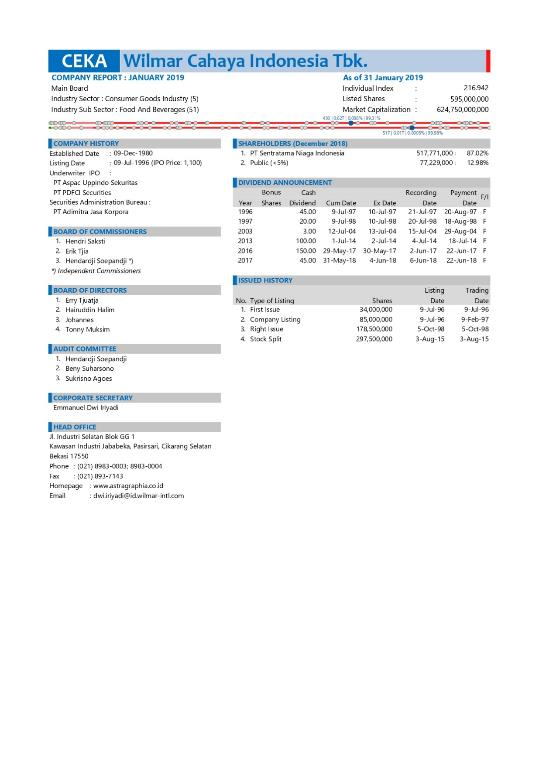 CEKA Wilmar Cahaya Indonesia Tbk.
COMPANY REPORT : JANUARY 2019
As of 31 January 2019
Main Board
Individual Index : 216.942
Industry Sector : Consumer Goods Industry (5)
Listed Shares : 595,000,000
Industry Sub Sector : Food And Beverages (51)
Market Capitalization : 624,750,000,000
COMPANY HISTORY
Established Date : 09-Dec-1980
Listing Date : 09-Jul-1996 (IPO Price: 1,100)
Underwriter IPO :
PT Aspac Uppindo Sekuritas
PT PDFCI Securities
Securities Administration Bureau :
PT Adimitra Jasa Korpora
BOARD OF COMMISSIONERS
1. Hendri Saksti
2. Erik Tjia
3. Hendardji Soepandji *)
*) Independent Commissioners
BOARD OF DIRECTORS
1. Erry Tjuatja
2. Hairuddin Halim
3. Johannes
4. Tonny Muksim
AUDIT COMMITTEE
1. Hendardji Soepandji
2. Beny Suharsono
3. Sukrisno Agoes
CORPORATE SECRETARY
Emmanuel Dwi Iriyadi
HEAD OFFICE
Jl. Industri Selatan Blok GG 1
Kawasan Industri Jababeka, Pasirsari, Cikarang Selatan
Bekasi 17550
Phone : (021) 8983-0003; 8983-0004
Fax : (021) 893-7143
Homepage : www.astragraphia.co.id
Email : dwi.iriyadi@id.wilmar-intl.com
SHAREHOLDERS (December 2018)
1. PT Sentratama Niaga Indonesia 517,771,000 : 87.02%
2. Public (<5%) 77,229,000 : 12.98%
DIVIDEND ANNOUNCEMENT
Bonus Cash Recording Payment F/I
Year Shares Dividend Cum Date Ex Date Date Date
1996 45.00 9-Jul-97 10-Jul-97 21-Jul-97 20-Aug-97 F
1997 20.00 9-Jul-98 10-Jul-98 20-Jul-98 18-Aug-98 F
2003 3.00 12-Jul-04 13-Jul-04 15-Jul-04 29-Aug-04 F
2013 100.00 1-Jul-14 2-Jul-14 4-Jul-14 18-Jul-14 F
2016 150.00 29-May-17 30-May-17 2-Jun-17 22-Jun-17 F
2017 45.00 31-May-18 4-Jun-18 6-Jun-18 22-Jun-18 F
ISSUED HISTORY
Listing Trading
No. Type of Listing Shares Date Date
1. First Issue 34,000,000 9-Jul-96 9-Jul-96
2. Company Listing 85,000,000 9-Jul-96 9-Feb-97
3. Right Issue 178,500,000 5-Oct-98 5-Oct-98
4. Stock Split 297,500,000 3-Aug-15 3-Aug-15